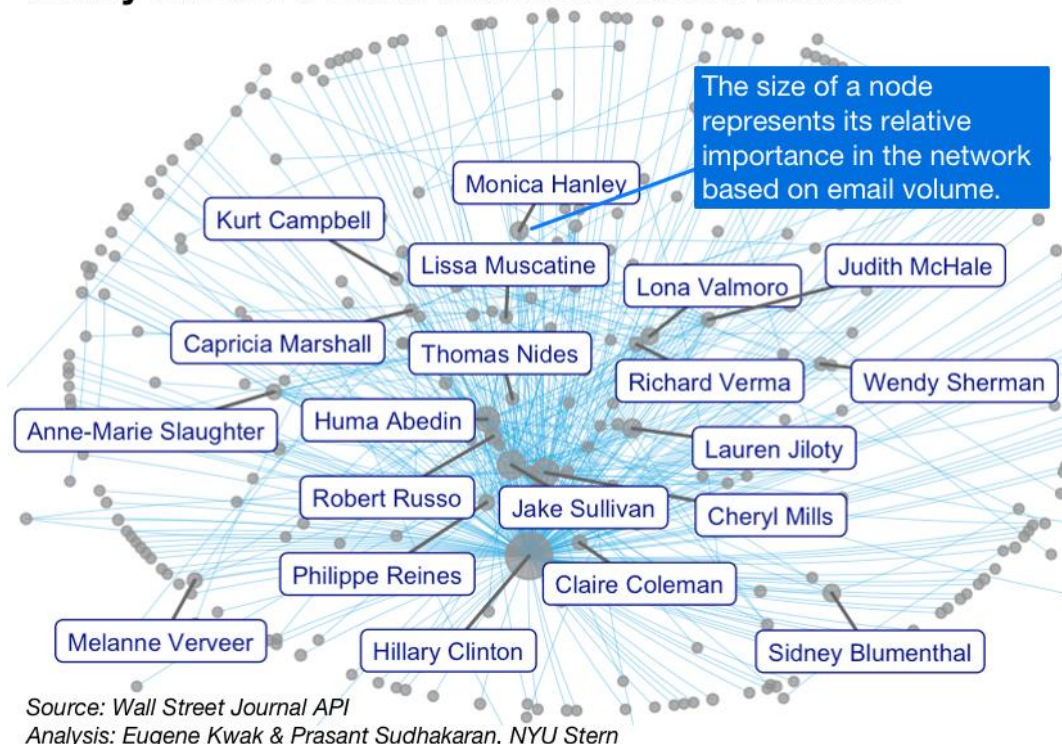 The size of a node
represents its relative
importance in the network
based on email volume.
Monica Hanley
Kurt Campbell
Lissa Muscatine
Judith McHale
Lona Valmoro
Capricia Marshall
Thomas Nides
Richard Verma
Wendy Sherman
Anne-Marie Slaughter
Huma Abedin
Lauren Jiloty
Robert Russo
Jake Sullivan
Cheryl Mills
Philippe Reines
Claire Coleman
Melanne Verveer
Hillary Clinton
Sidney Blumenthal
Source: Wall Street Journal API
Analysis: Eugene Kwak & Prasant Sudhakaran, NYU Stern